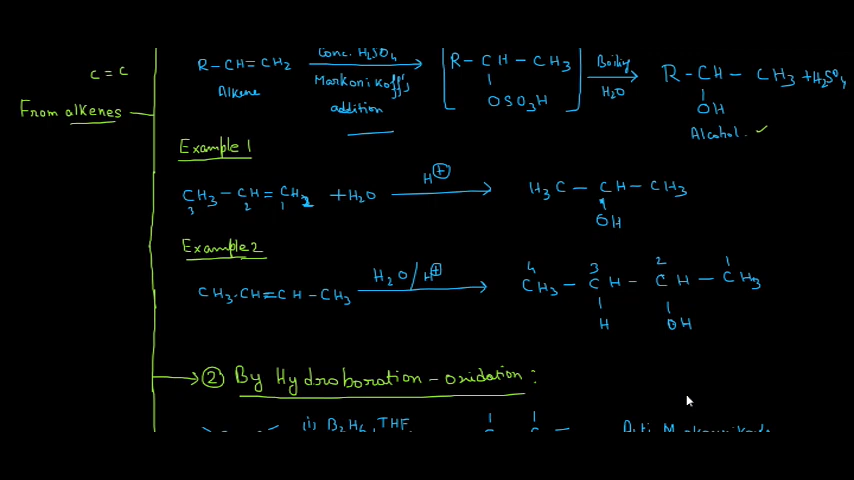 C = C
From alkenes
R - CH = CH2
Alkene
Conc. H2SO4
Markonikoff's
addition
R - CH - CH3
OSO3H
Boiling
H2O
R - CH - CH3 + H2SO4
OH
Alcohol. ✓
Example 1
CH3 - CH = CH2 + H2O
3 2 1
H⊕
H3C - CH - CH3
OH
Example 2
CH3-CH=CH-CH3
H2O/H⊕
4 3 2 1
CH3 - CH - CH - CH3
H OH
② By Hydroboration-oxidation:
(i) B2H6, THF